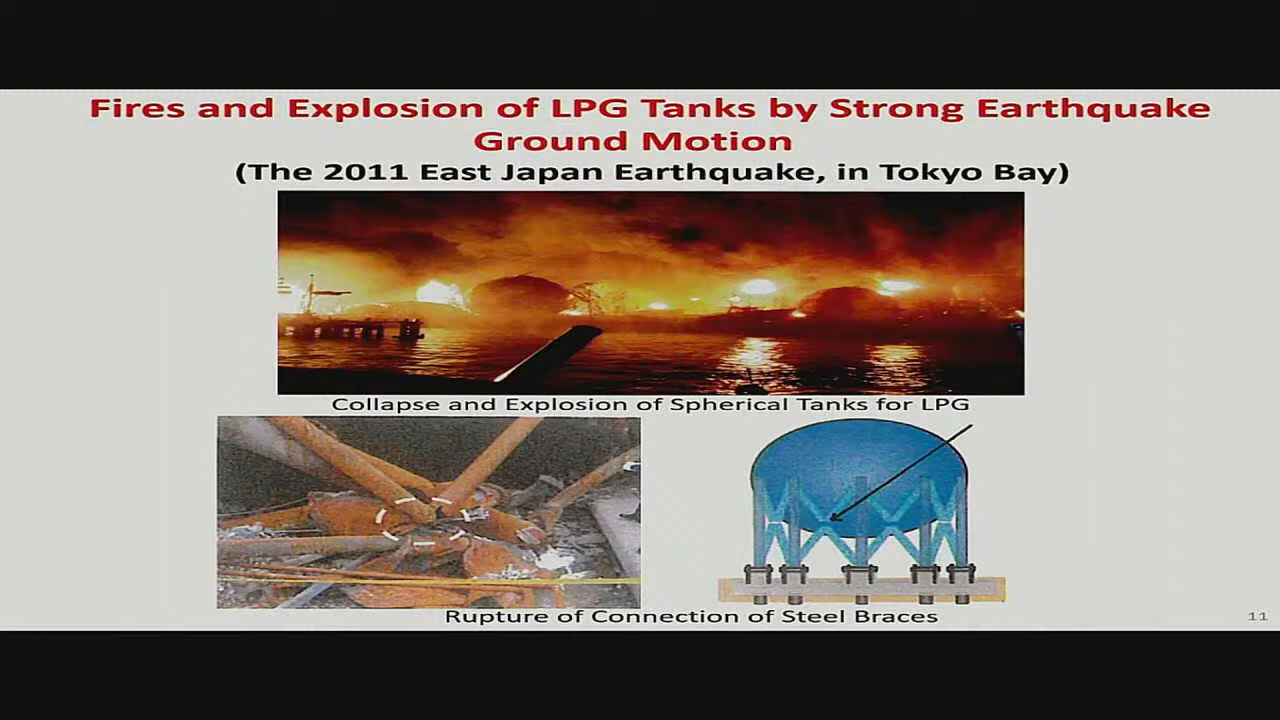 Fires and Explosion of LPG Tanks by Strong Earthquake
Ground Motion
(The 2011 East Japan Earthquake, in Tokyo Bay)
Collapse and Explosion of Spherical Tanks for LPG
Rupture of Connection of Steel Braces
11